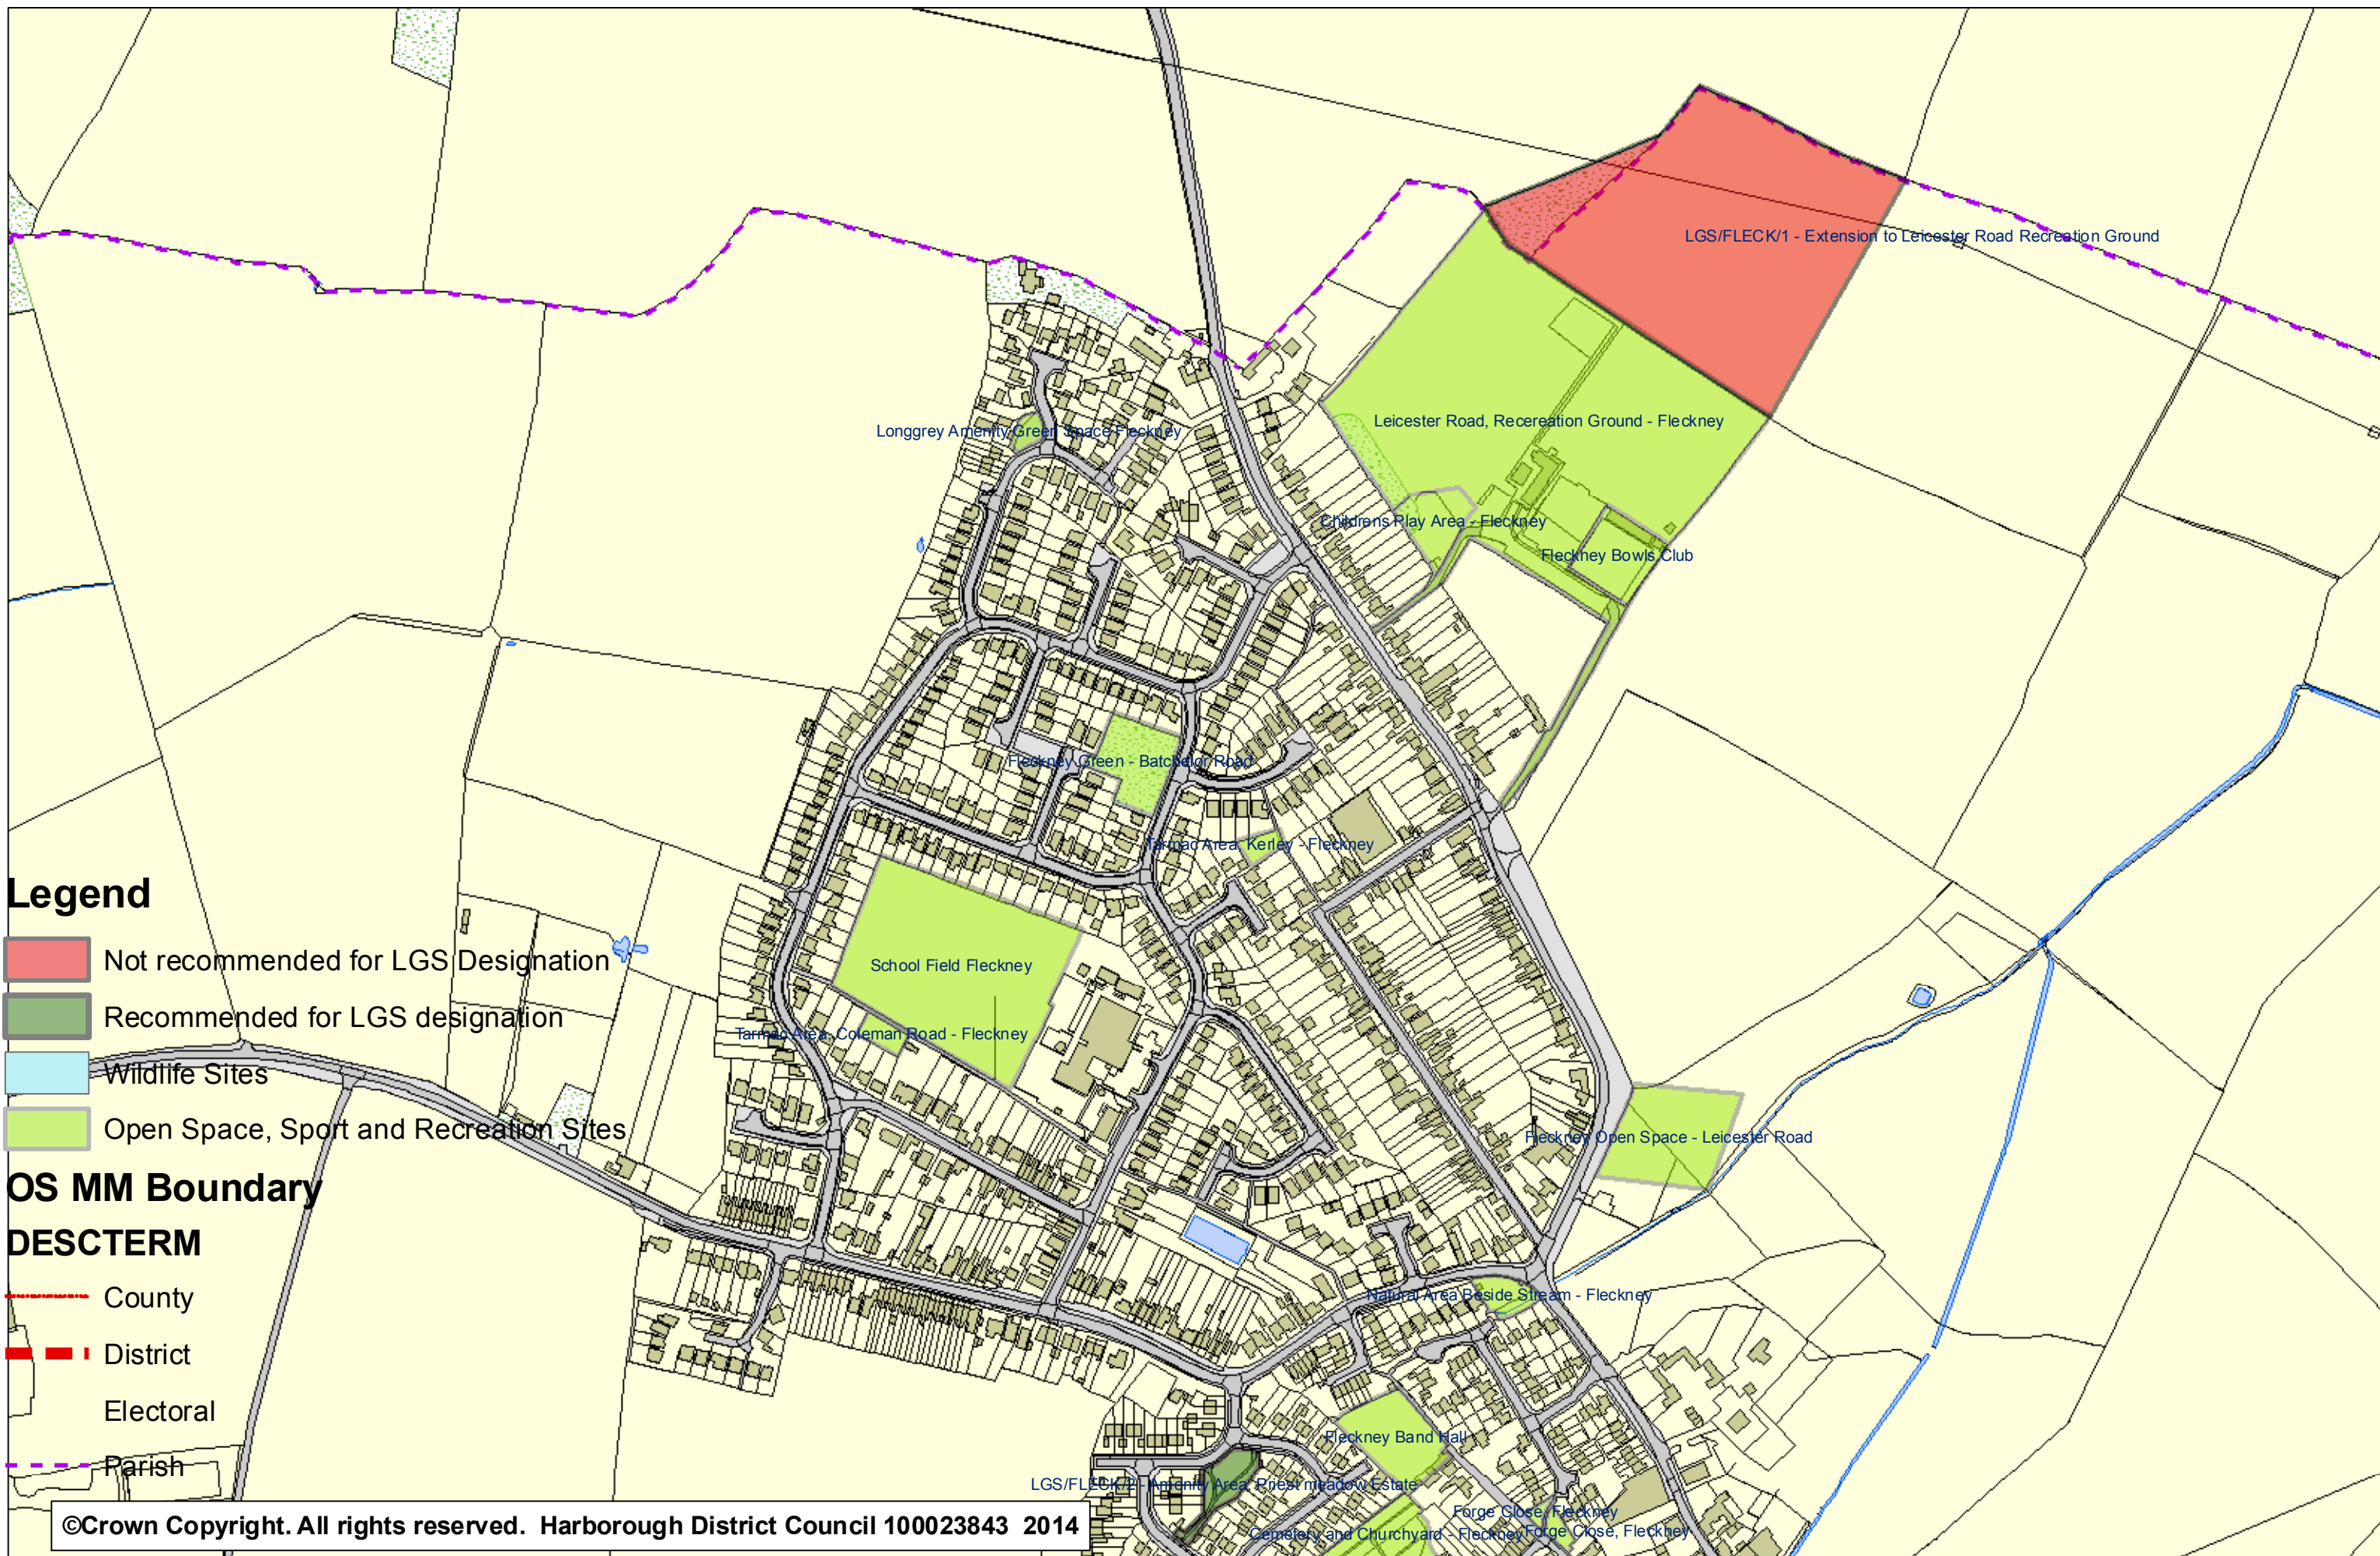 LGS/FLECK/1 - Extension to Leicester Road Recreation Ground
Leicester Road, Recereation Ground - Fleckney
Longgrey Amenity Green Space Fleckney
Childrens Play Area - Fleckney
Fleckney Bowls Club
Fleckney Green - Batchelor Road
Tarmac Area, Kerley - Fleckney
School Field Fleckney
Tarmac Area, Coleman Road - Fleckney
Fleckney Open Space - Leicester Road
Natural Area Beside Stream - Fleckney
Fleckney Band Hall
LGS/FLECK/2 - Amenity Area, Priest meadow Estate
Forge Close, Fleckney
Cemetery and Churchyard - Fleckney
Forge Close, Fleckney
Legend
Not recommended for LGS Designation
Recommended for LGS designation
Wildlife Sites
Open Space, Sport and Recreation Sites
OS MM Boundary
DESCTERM
County
District
Electoral
Parish
©Crown Copyright. All rights reserved. Harborough District Council 100023843 2014